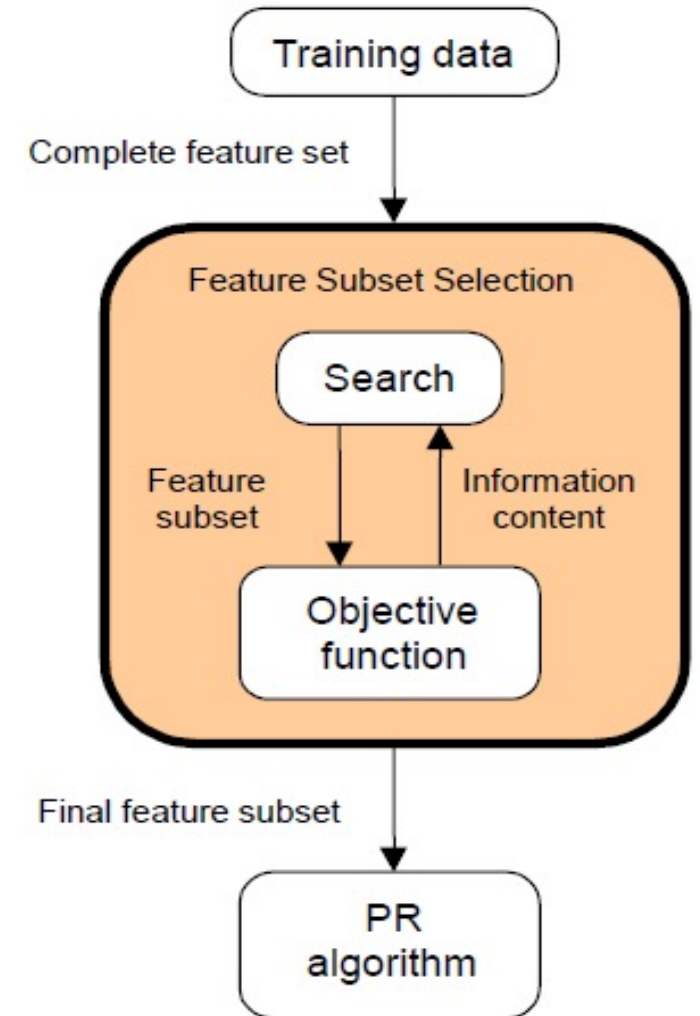 Training data
Complete feature set
Feature Subset Selection
Search
Feature
subset
Information
content
Objective
function
Final feature subset
PR
algorithm